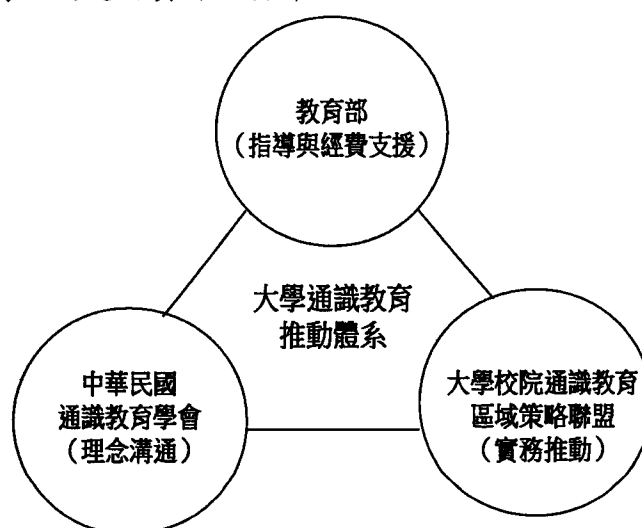 教育部
（指導與經費支援）
大學通識教育
推動體系
中華民國
通識教育學會
（理念溝通）
大學校院通識教育
區域策略聯盟
（實務推動）